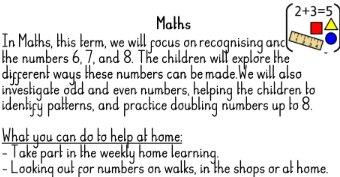 2+3=5
Maths
In Maths, this term, we will focus on recognising and
the numbers 6, 7, and 8. The children will explore the
different ways these numbers can be made. We will also
investigate odd and even numbers, helping the children to
identify patterns, and practice doubling numbers up to 8.
What you can do to help at home:
- Take part in the weekly home learning.
- Looking out for numbers on walks, in the shops or at home.